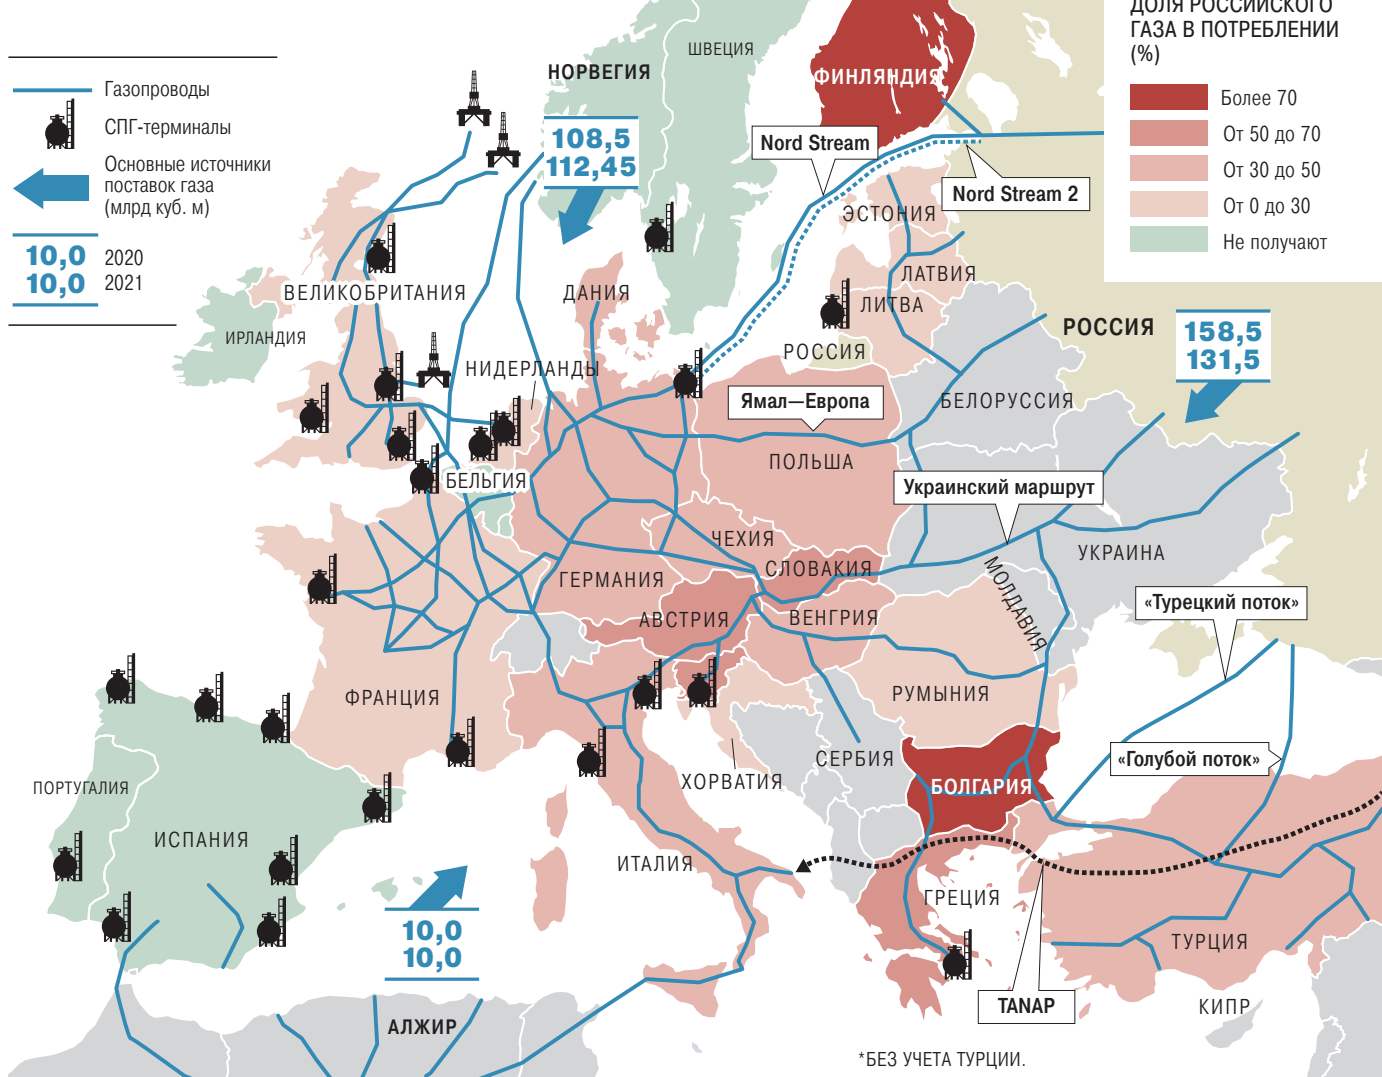 ДОЛЯ РОССИЙСКОГО
ГАЗА В ПОТРЕБЛЕНИИ
(%)
Более 70
От 50 до 70
От 30 до 50
От 0 до 30
Не получают
Газопроводы
СПГ-терминалы
Основные источники
поставок газа
(млрд куб. м)
10,0 2020
10,0 2021
ШВЕЦИЯ
НОРВЕГИЯ
ФИНЛЯНДИЯ
108,5
112,45
Nord Stream
Nord Stream 2
ЭСТОНИЯ
ЛАТВИЯ
ЛИТВА
РОССИЯ
ВЕЛИКОБРИТАНИЯ
ДАНИЯ
ИРЛАНДИЯ
НИДЕРЛАНДЫ
РОССИЯ
158,5
131,5
Ямал—Европа
БЕЛОРУССИЯ
ПОЛЬША
БЕЛЬГИЯ
Украинский маршрут
ЧЕХИЯ
УКРАИНА
СЛОВАКИЯ
ГЕРМАНИЯ
МОЛДАВИЯ
АВСТРИЯ
ВЕНГРИЯ
«Турецкий поток»
ФРАНЦИЯ
РУМЫНИЯ
СЕРБИЯ
«Голубой поток»
ХОРВАТИЯ
БОЛГАРИЯ
ПОРТУГАЛИЯ
ИСПАНИЯ
ИТАЛИЯ
ГРЕЦИЯ
10,0
10,0
ТУРЦИЯ
TANAP
КИПР
АЛЖИР
*БЕЗ УЧЕТА ТУРЦИИ.